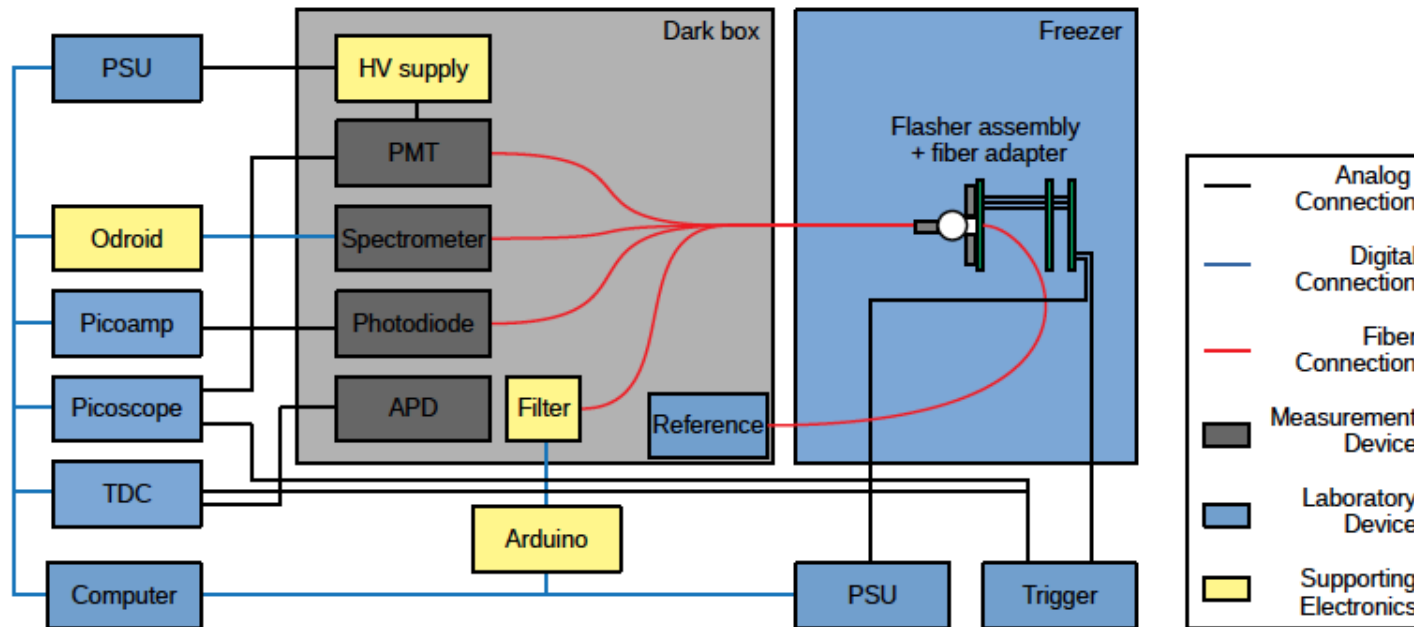 Dark box
Freezer
PSU
HV supply
PMT
Flasher assembly
+ fiber adapter
Odroid
Spectrometer
Picoamp
Photodiode
Picoscope
APD
Filter
Reference
TDC
Arduino
Computer
PSU
Trigger
Analog
Connection
Digital
Connection
Fiber
Connection
Measurement
Device
Laboratory
Device
Supporting
Electronics